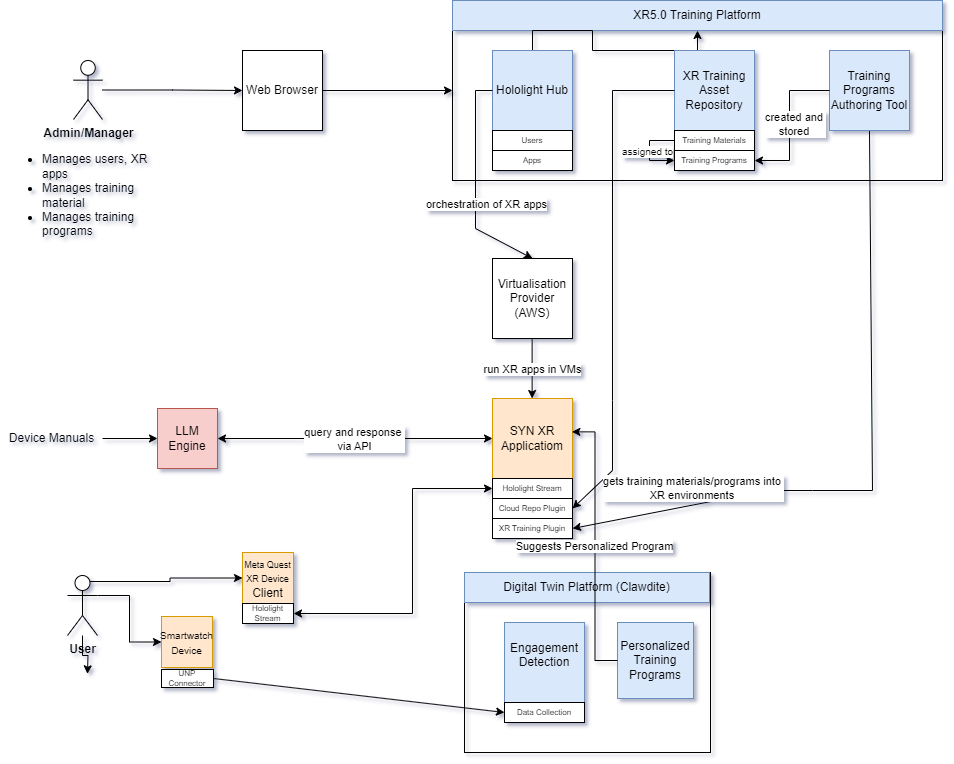 XR5.0 Training Platform
Hololight Hub
Users
Apps
XR Training
Asset
Repository
Training Materials
Training Programs
assigned to
Training
Programs
Authoring Tool
created and
stored
Web Browser
Admin/Manager
Manages users, XR
apps
Manages training
material
Manages training
programs
orchestration of XR apps
Virtualisation
Provider
(AWS)
run XR apps in VMs
Device Manuals
LLM
Engine
query and response
via API
SYN XR
Applicatiom
Hololight Stream
Cloud Repo Plugin
XR Training Plugin
gets training materials/programs into
XR environments
Suggests Personalized Program
Meta Quest
XR Device
Client
Hololight
Stream
User
Smartwatch
Device
UNP
Connector
Digital Twin Platform (Clawdite)
Engagement
Detection
Data Collection
Personalized
Training
Programs